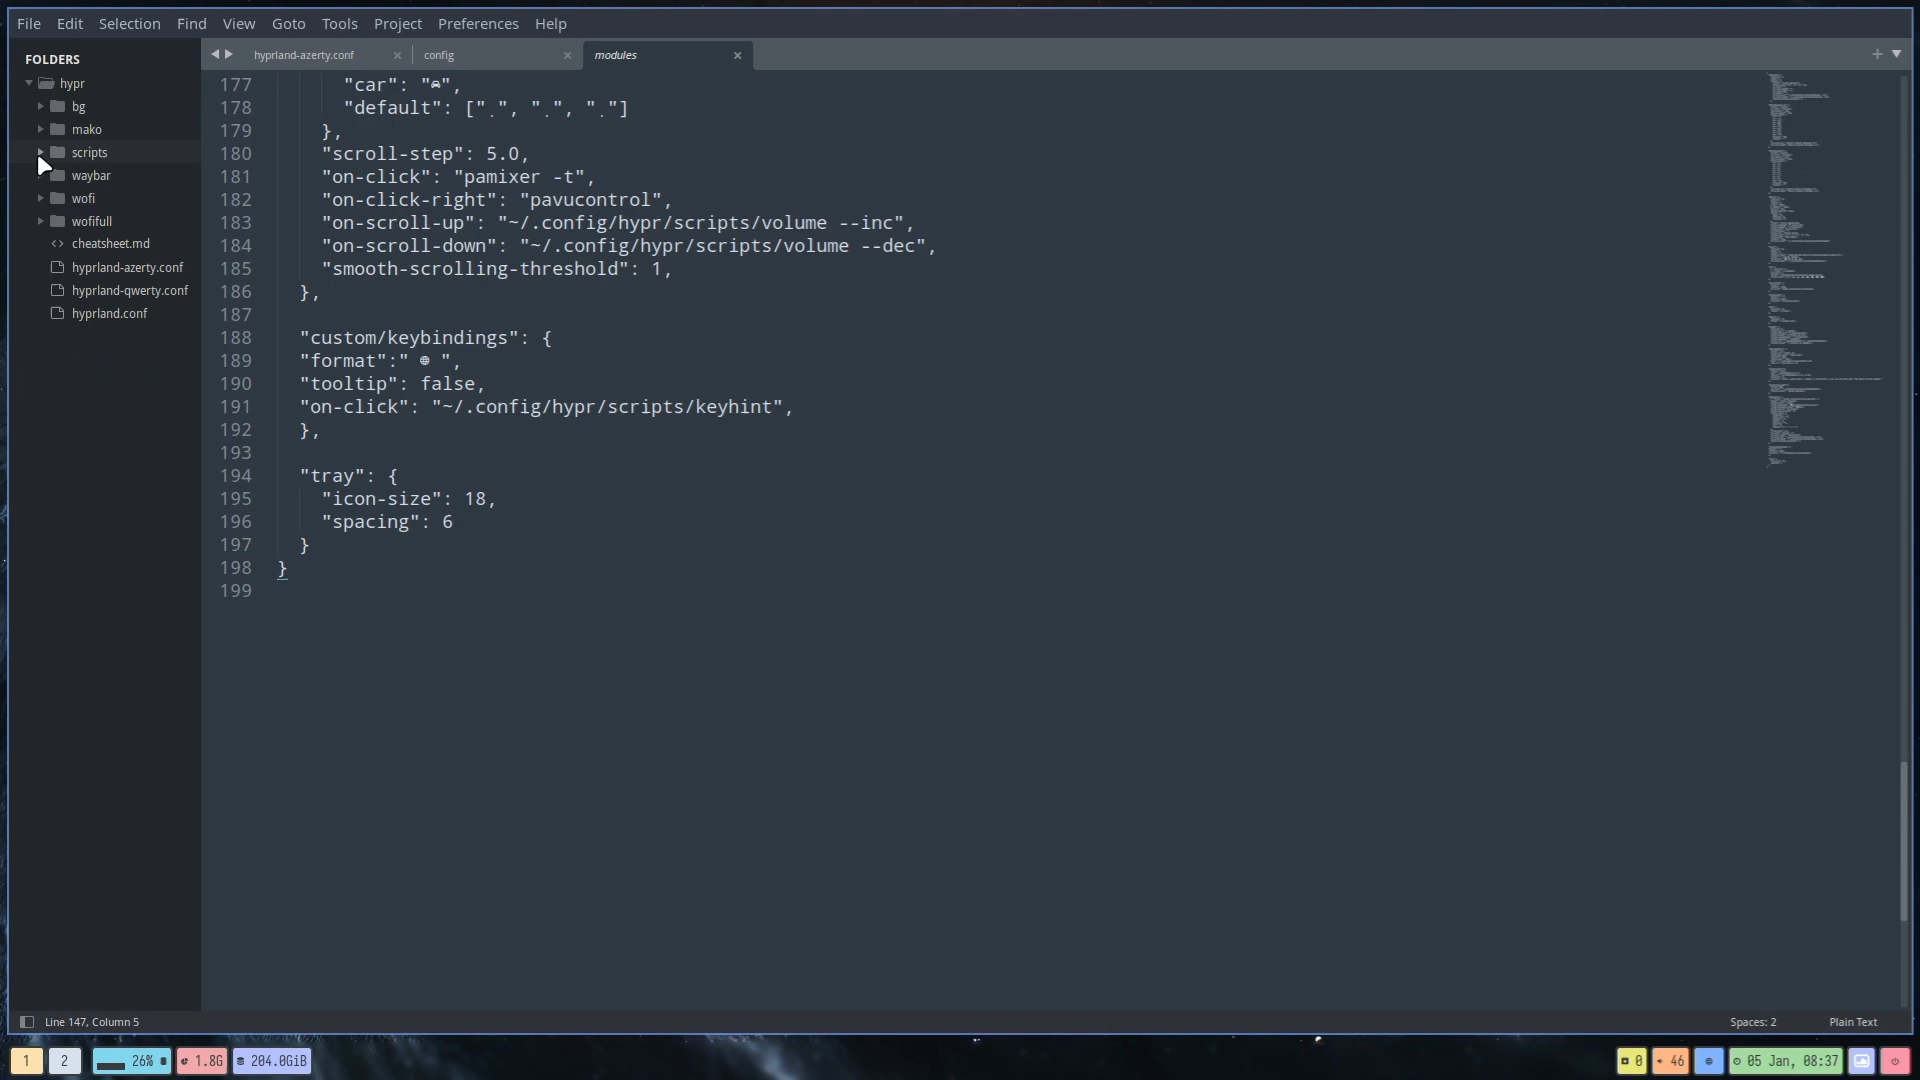 File Edit Selection Find View Goto Tools Project Preferences Help
FOLDERS
hypr
bg
mako
scripts
waybar
wofi
wofifull
cheatsheet.md
hyprland-azerty.conf
hyprland-qwerty.conf
hyprland.conf
hyprland-azerty.conf config modules
177 "car": "",
178 "default": ["", "", ""]
179 },
180 "scroll-step": 5.0,
181 "on-click": "pamixer -t",
182 "on-click-right": "pavucontrol",
183 "on-scroll-up": "~/.config/hypr/scripts/volume --inc",
184 "on-scroll-down": "~/.config/hypr/scripts/volume --dec",
185 "smooth-scrolling-threshold": 1,
186 },
187
188 "custom/keybindings": {
189 "format":" ",
190 "tooltip": false,
191 "on-click": "~/.config/hypr/scripts/keyhint",
192 },
193
194 "tray": {
195 "icon-size": 18,
196 "spacing": 6
197 }
198 }
199
Line 147, Column 5 Spaces: 2 Plain Text
1 2 26% 1.8G 204.0GiB 0 46 05 Jan, 08:37